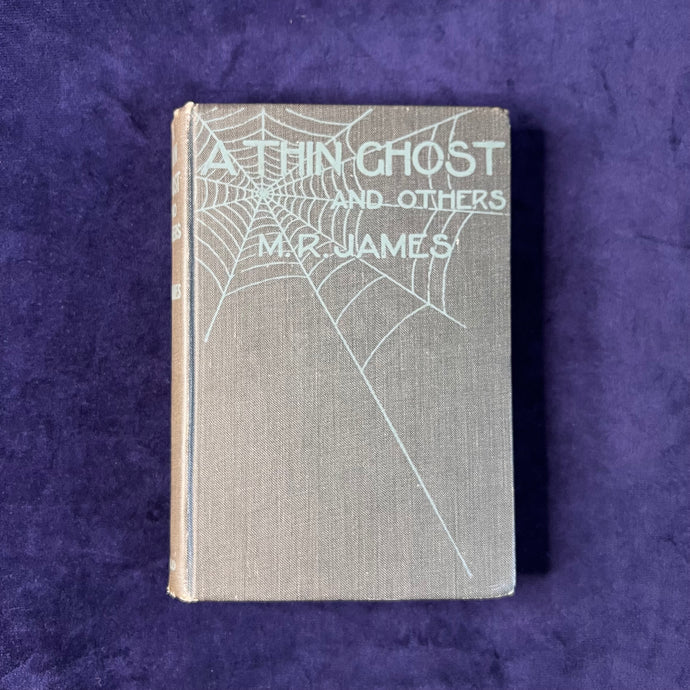 A THIN GHOST
AND OTHERS
M.R. JAMES